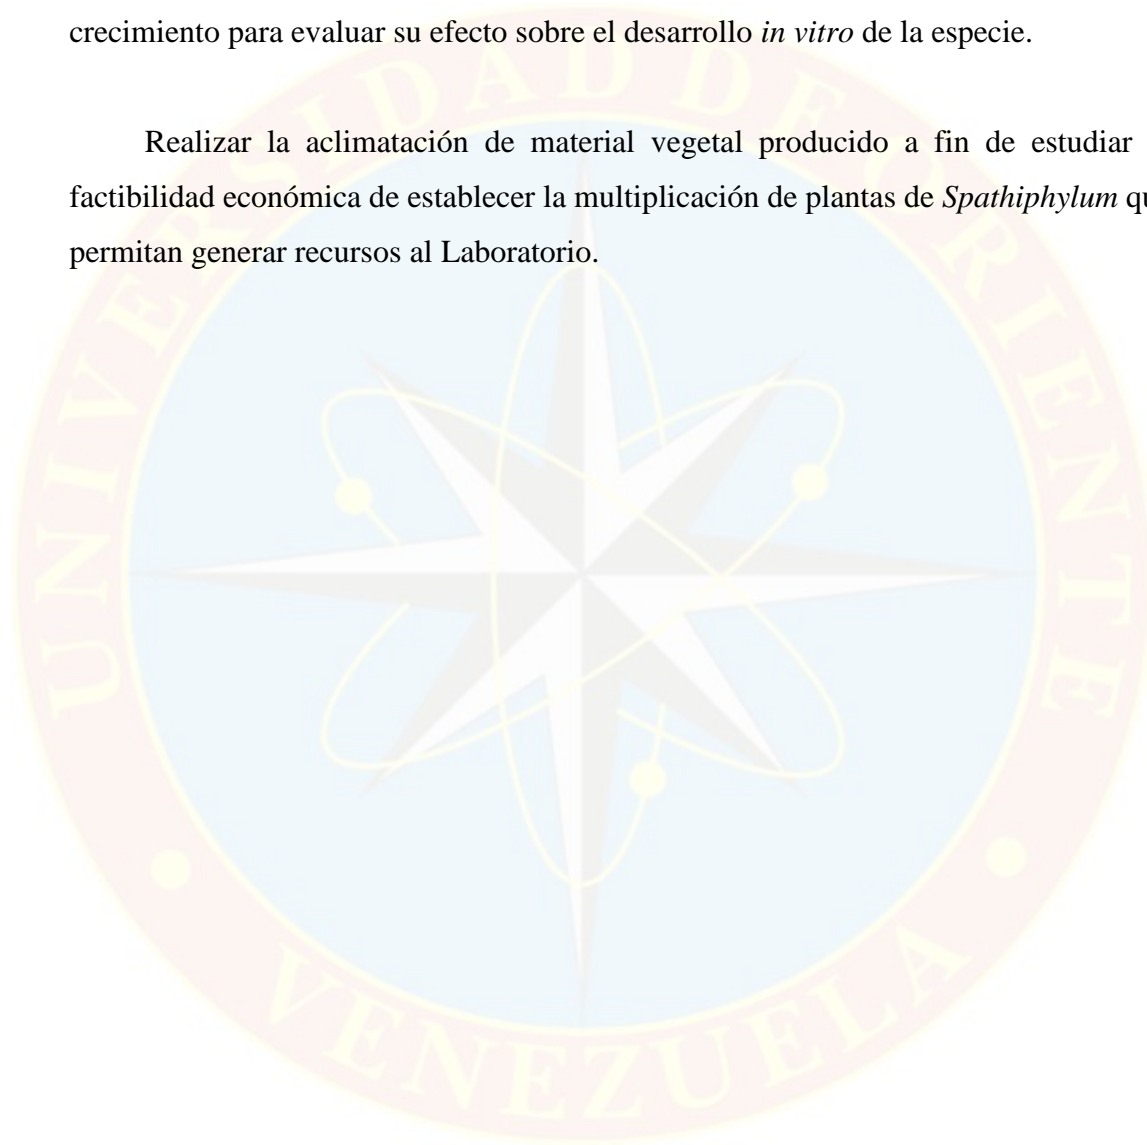 crecimiento para evaluar su efecto sobre el desarrollo in vitro de la especie.
Realizar la aclimatación de material vegetal producido a fin de estudiar
factibilidad económica de establecer la multiplicación de plantas de Spathiphylum qu
permitan generar recursos al Laboratorio.
UNIVERSIDAD DE ORIENTE
VENEZUELA